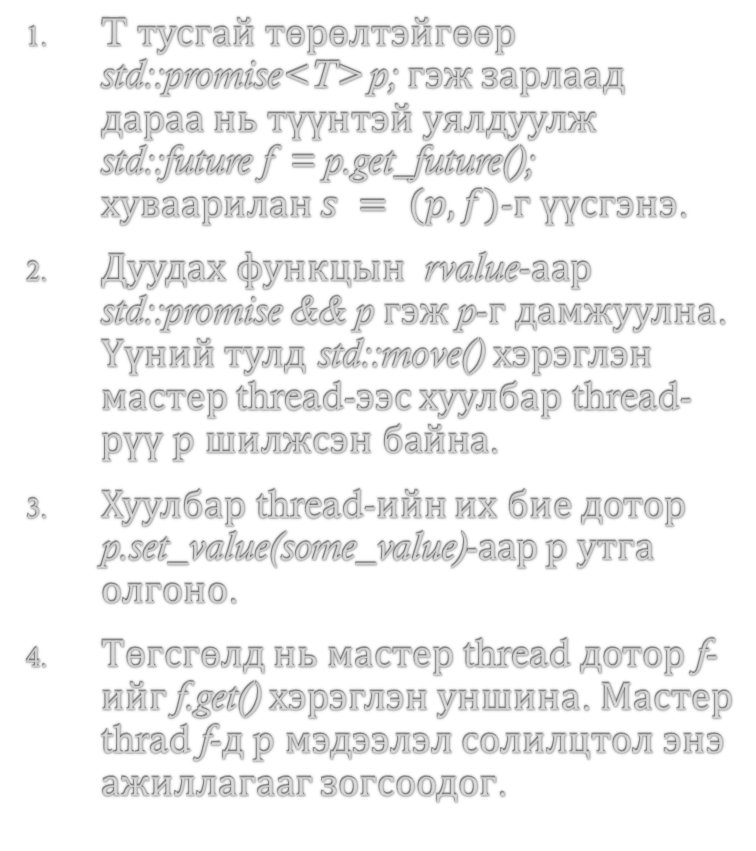 1. T тусгай төрөлтэйгөөр
std::promise<T> p; гэж зарлаад
дараа нь түүнтэй уялдуулж
std::future f = p.get_future();
хуваарилан s = (p, f)-г үүсгэнэ.
2. Дуудах функцын rvalue-аар
std::promise && p гэж p-г дамжуулна.
Үүний тулд std::move() хэрэглэн
мастер thread-ээс хуулбар thread-
рүү p шилжсэн байна.
3. Хуулбар thread-ийн их бие дотор
p.set_value(some_value)-аар p утга
олгоно.
4. Төгсгөлд нь мастер thread дотор f-
ийг f.get() хэрэглэн уншина. Мастер
thrad f-д p мэдээлэл солилцтол энэ
ажиллагааг зогсоодог.